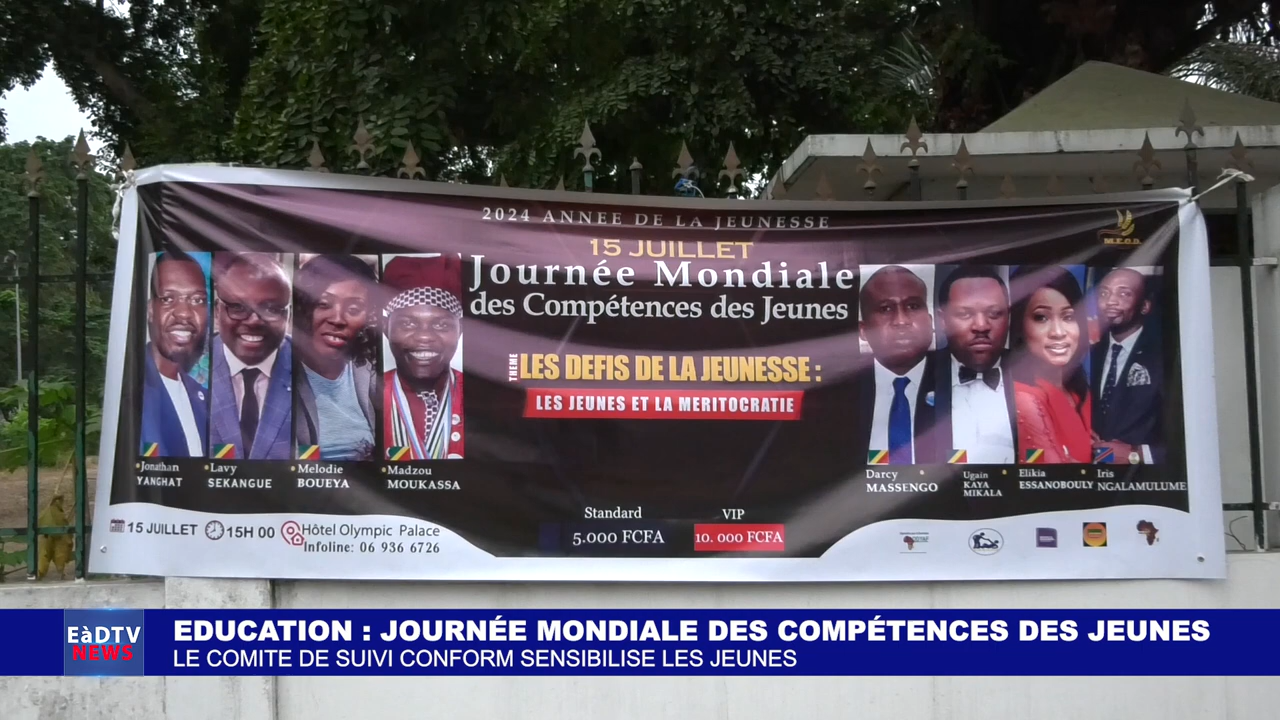 2024 ANNEE DE LA JEUNESSE
15 JUILLET
Journée Mondiale
des Compétences des Jeunes
THEME
LES DEFIS DE LA JEUNESSE :
LES JEUNES ET LA MERITOCRATIE
M.E.C.D.
Jonathan
YANGHAT
Lavy
SEKANGUE
Melodie
BOUEYA
Madzou
MOUKASSA
Darcy
MASSENGO
Ugain
KAYA
MIKALA
Elikia
ESSANOBOULY
Iris
NGALAMULUME
Standard
5.000 FCFA
VIP
10. 000 FCFA
15 JUILLET
15H 00
Hôtel Olympic Palace
Infoline: 06 936 6726
EàDTV
NEWS
EDUCATION : JOURNÉE MONDIALE DES COMPÉTENCES DES JEUNES
LE COMITE DE SUIVI CONFORM SENSIBILISE LES JEUNES